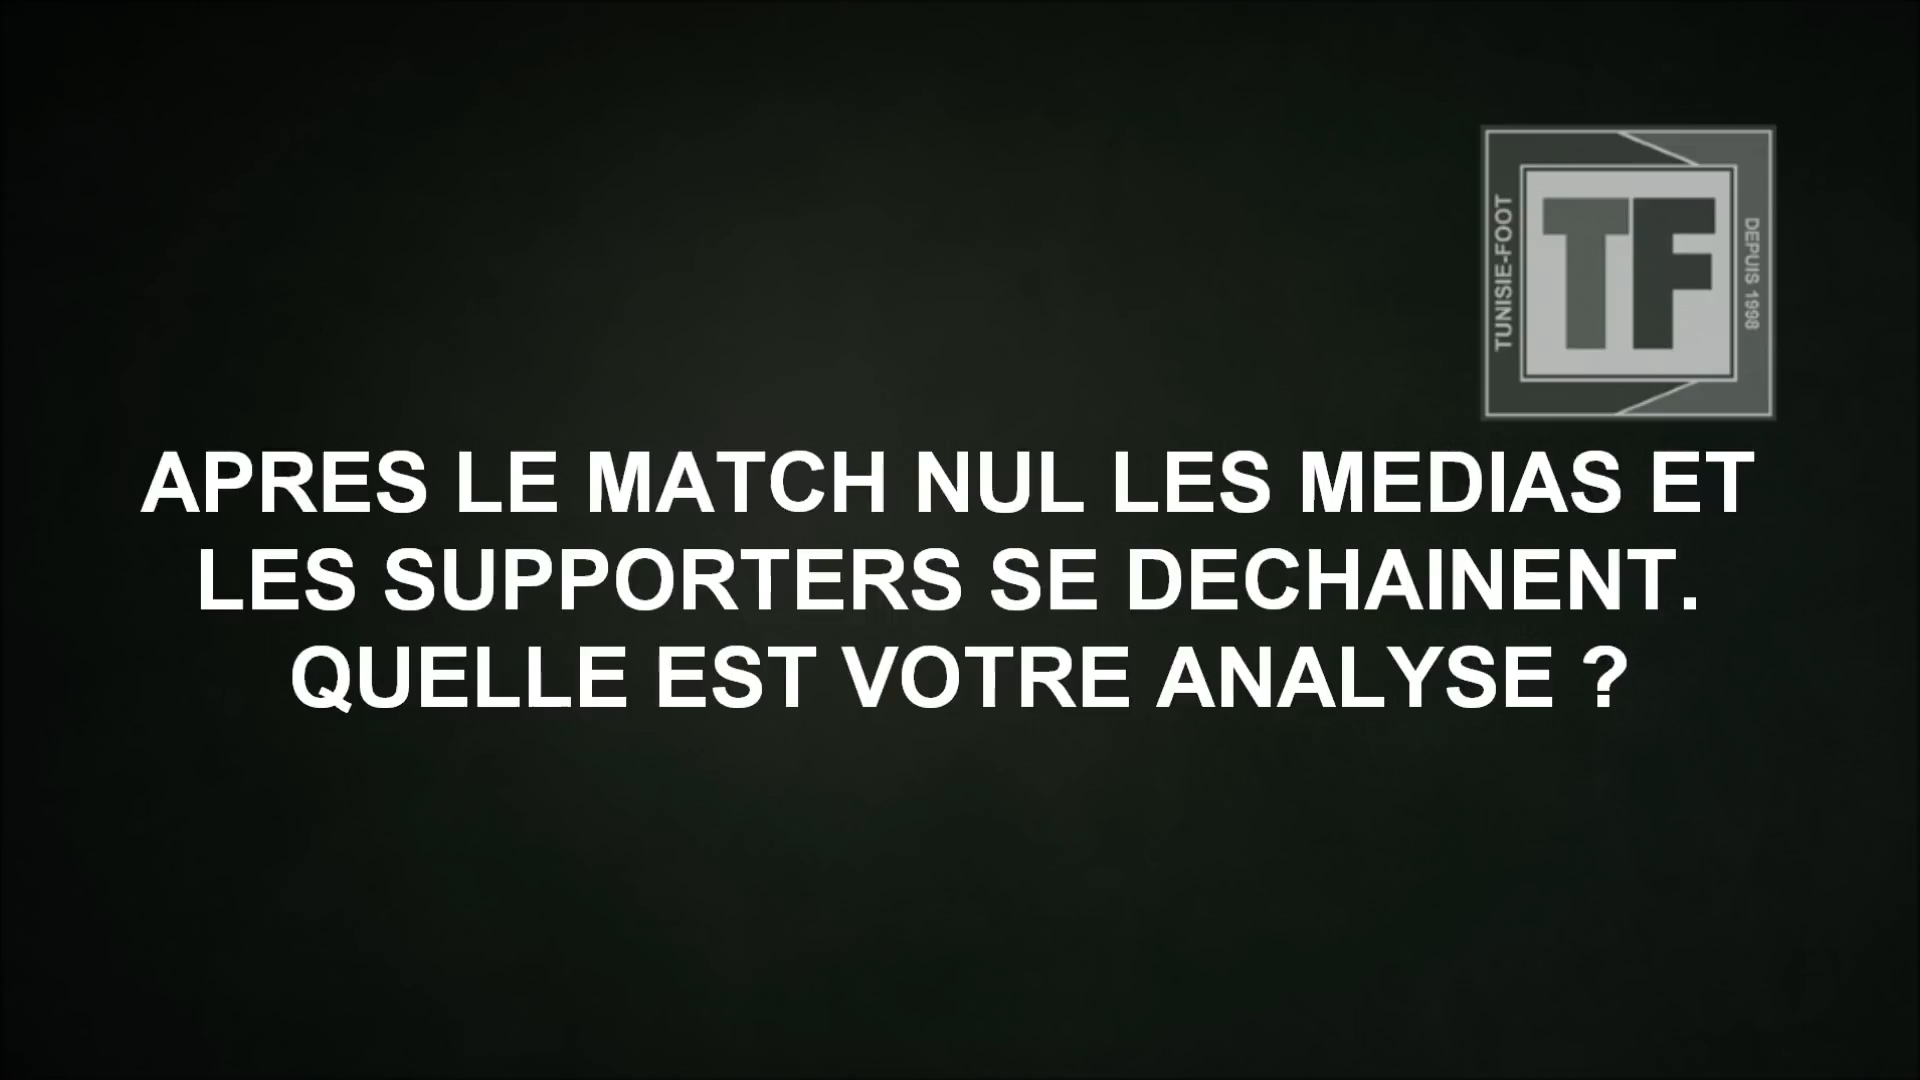 TUNISIE-FOOT
TF
DEPUIS 1998
APRES LE MATCH NUL LES MEDIAS ET
LES SUPPORTERS SE DECHAINENT.
QUELLE EST VOTRE ANALYSE ?